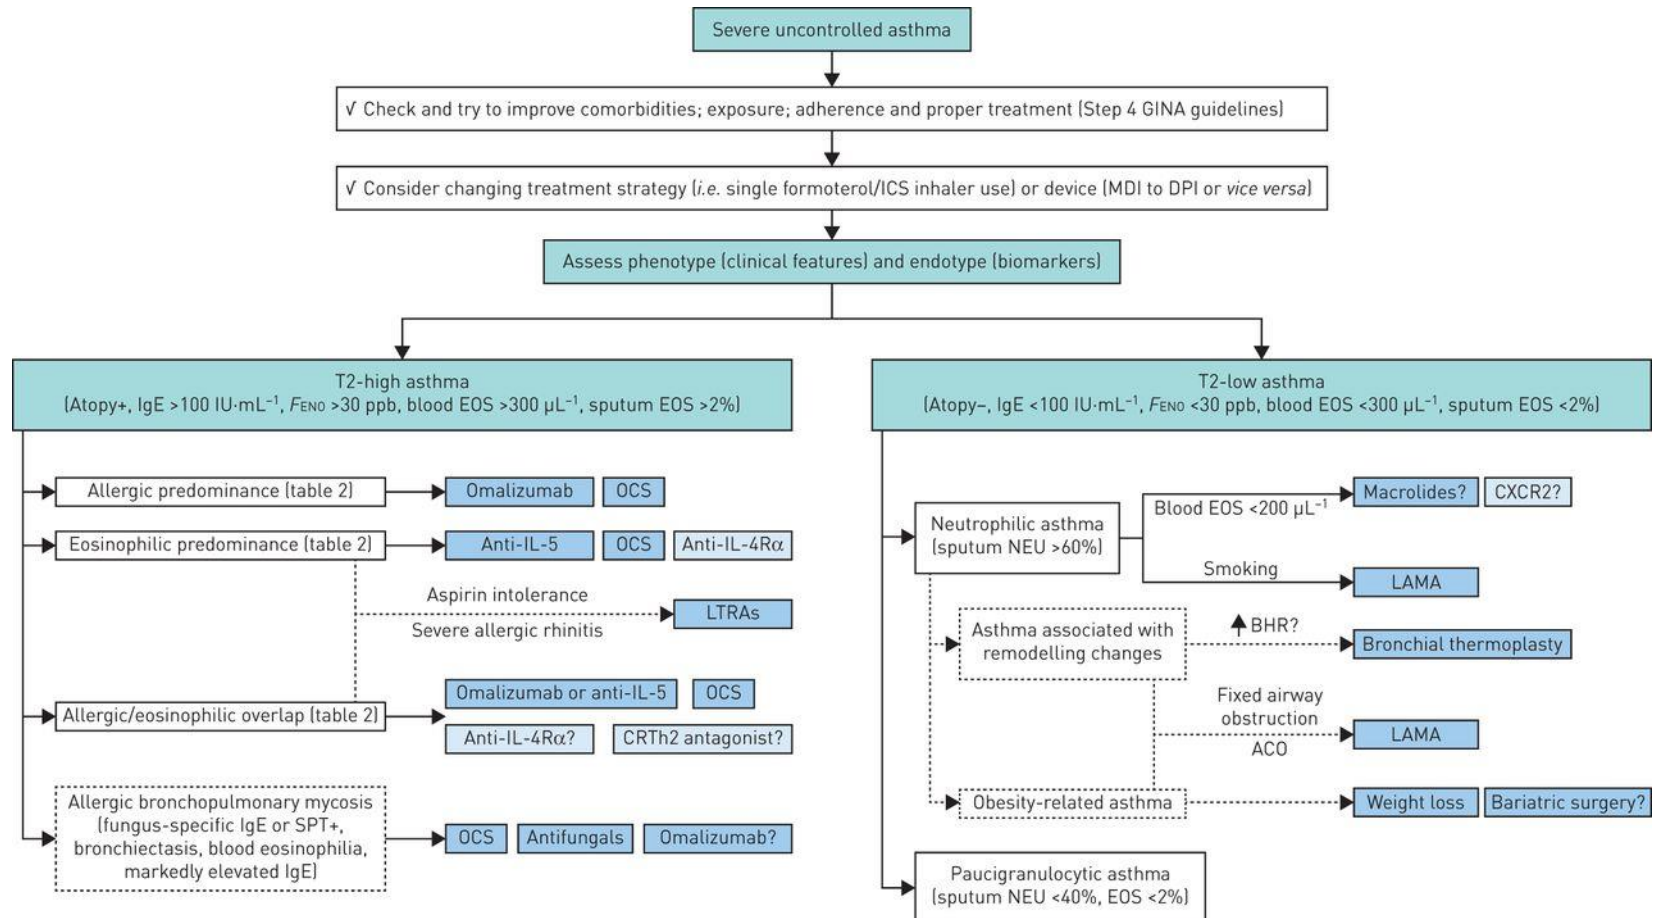 Severe uncontrolled asthma
√ Check and try to improve comorbidities; exposure; adherence and proper treatment (Step 4 GINA guidelines)
√ Consider changing treatment strategy (i.e. single formoterol/ICS inhaler use) or device (MDI to DPI or vice versa)
Assess phenotype (clinical features) and endotype (biomarkers)
T2-high asthma
(Atopy+, IgE >100 IU·mL⁻¹, FENO >30 ppb, blood EOS >300 µL⁻¹, sputum EOS >2%)
Allergic predominance (table 2)
Omalizumab
OCS
Eosinophilic predominance (table 2)
Anti-IL-5
OCS
Anti-IL-4Rα
Aspirin intolerance
Severe allergic rhinitis
LTRAs
Allergic/eosinophilic overlap (table 2)
Omalizumab or anti-IL-5
OCS
Anti-IL-4Rα?
CRTh2 antagonist?
Allergic bronchopulmonary mycosis
(fungus-specific IgE or SPT+,
bronchiectasis, blood eosinophilia,
markedly elevated IgE)
OCS
Antifungals
Omalizumab?
T2-low asthma
(Atopy–, IgE <100 IU·mL⁻¹, FENO <30 ppb, blood EOS <300 µL⁻¹, sputum EOS <2%)
Neutrophilic asthma
(sputum NEU >60%)
Blood EOS <200 µL⁻¹
Macrolides?
CXCR2?
Smoking
LAMA
Asthma associated with
remodelling changes
↑ BHR?
Bronchial thermoplasty
Fixed airway
obstruction
ACO
LAMA
Obesity-related asthma
Weight loss
Bariatric surgery?
Paucigranulocytic asthma
(sputum NEU <40%, EOS <2%)